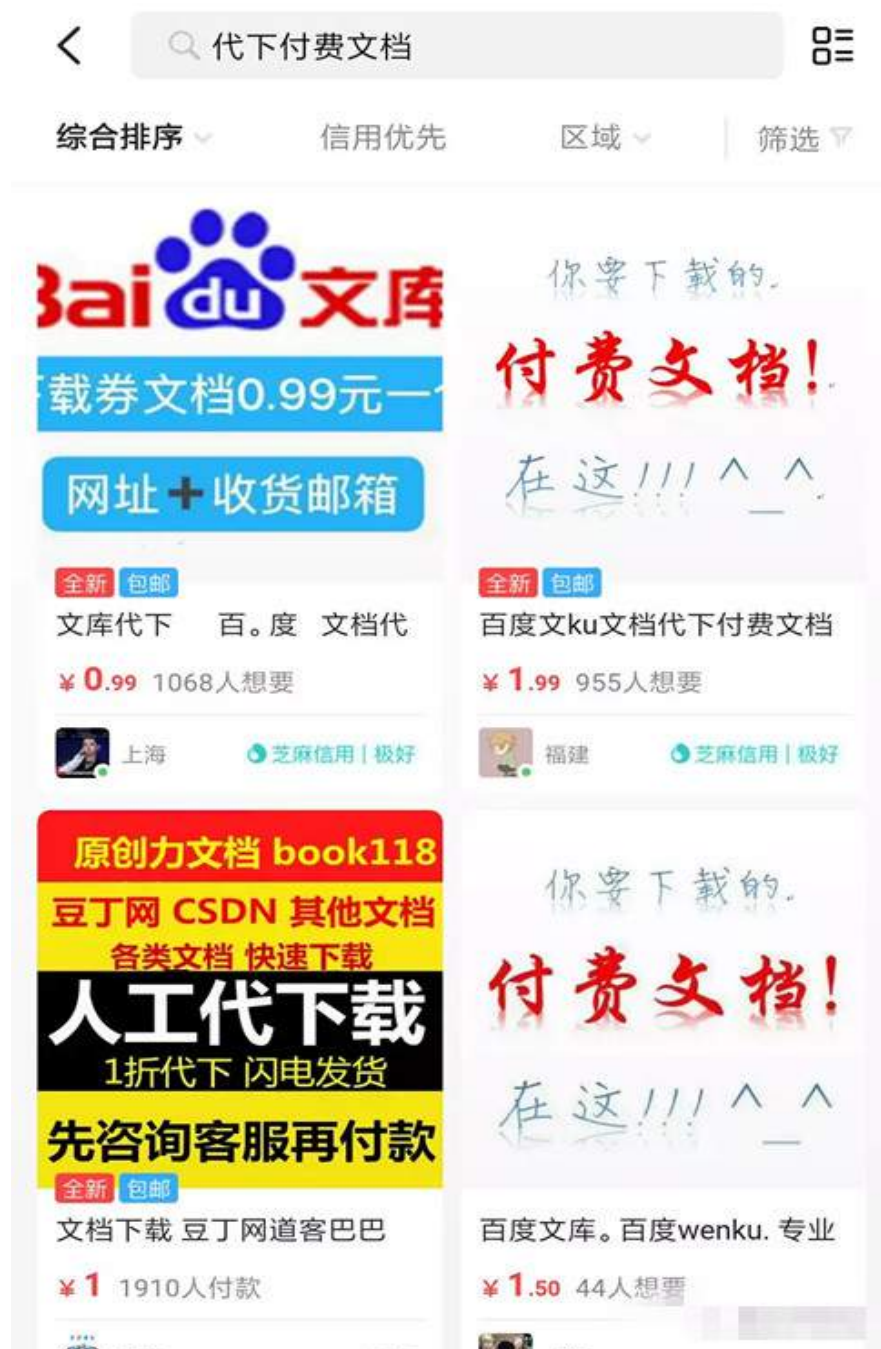 代下付费文档
综合排序
信用优先
区域
筛选
Baidu文库
下载券文档0.99元一个
网址➕收货邮箱
全新 包邮
文库代下 百。度 文档代
¥0.99 1068人想要
上海
芝麻信用|极好
你要下载的.
付费文档!
在这!!!^_^.
全新 包邮
百度文ku文档代下付费文档
¥1.99 955人想要
福建
芝麻信用|极好
原创力文档 book118
豆丁网 CSDN 其他文档
各类文档 快速下载
人工代下载
1折代下 闪电发货
先咨询客服再付款
全新 包邮
文档下载 豆丁网道客巴巴
¥1 1910人付款
你要下载的.
付费文档!
在这!!!^_^
百度文库。百度wenku. 专业
¥1.50 44人想要